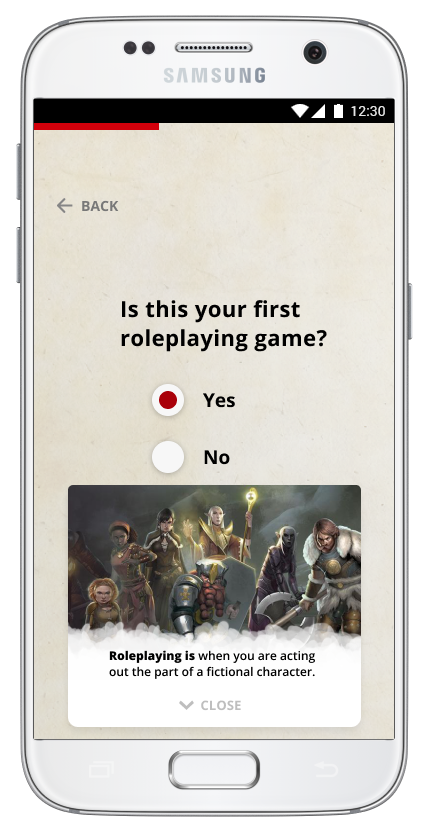 SAMSUNG
12:30
BACK
Is this your first
roleplaying game?
Yes
No
Roleplaying is when you are acting
out the part of a fictional character.
CLOSE